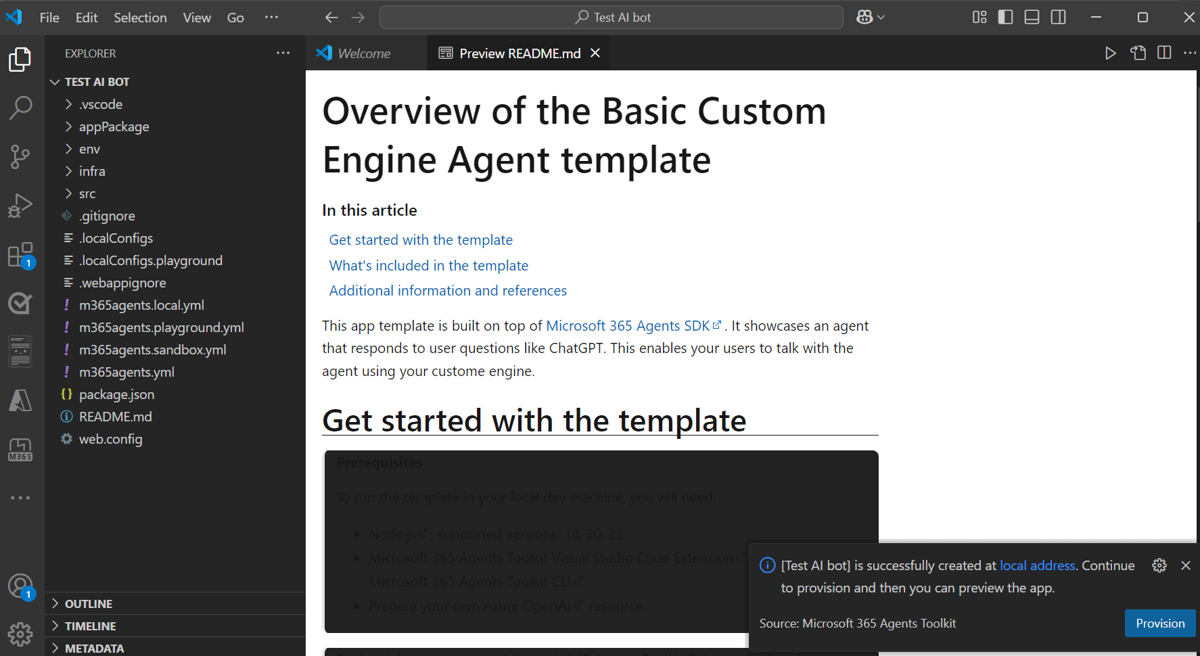 File Edit Selection View Go ··· Test AI bot
EXPLORER ···
TEST AI BOT
.vscode
appPackage
env
infra
src
.gitignore
.localConfigs
.localConfigs.playground
.webappignore
m365agents.local.yml
m365agents.playground.yml
m365agents.sandbox.yml
m365agents.yml
package.json
README.md
web.config
OUTLINE
TIMELINE
METADATA
1
M365
1
Welcome
Preview README.md
Overview of the Basic Custom
Engine Agent template
In this article
Get started with the template
What's included in the template
Additional information and references
This app template is built on top of Microsoft 365 Agents SDK. It showcases an agent
that responds to user questions like ChatGPT. This enables your users to talk with the
agent using your custome engine.
Get started with the template
Prerequisites
To run the template in your local dev machine, you will need:
• Node.js, supported versions: 18, 20, 22.
• Microsoft 365 Agents Toolkit Visual Studio Code Extension
Microsoft 365 Agents Toolkit CLI
• Prepare your own Azure OpenAI resource.
[Test AI bot] is successfully created at local address. Continue
to provision and then you can preview the app.
Source: Microsoft 365 Agents Toolkit
Provision